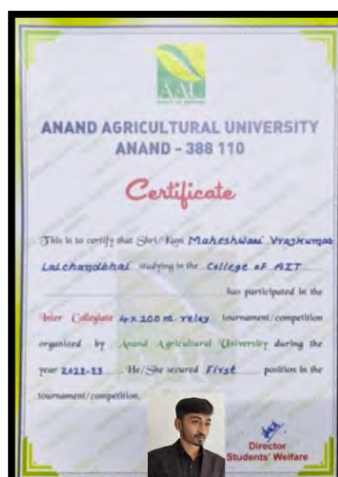 AAU
ANAND AGRICULTURAL UNIVERSITY
ANAND - 388 110
Certificate
This is to certify that Shri/Kum Maheshwari Vrajkumar
Lalchandbhai studying in the College of AIT
has participated in the
Inter Collegiate 4x100 m. relay tournament/competition
organized by Anand Agricultural University during the
year 2022-23. He/She secured First position in the
tournament/competition.
Director
Students' Welfare